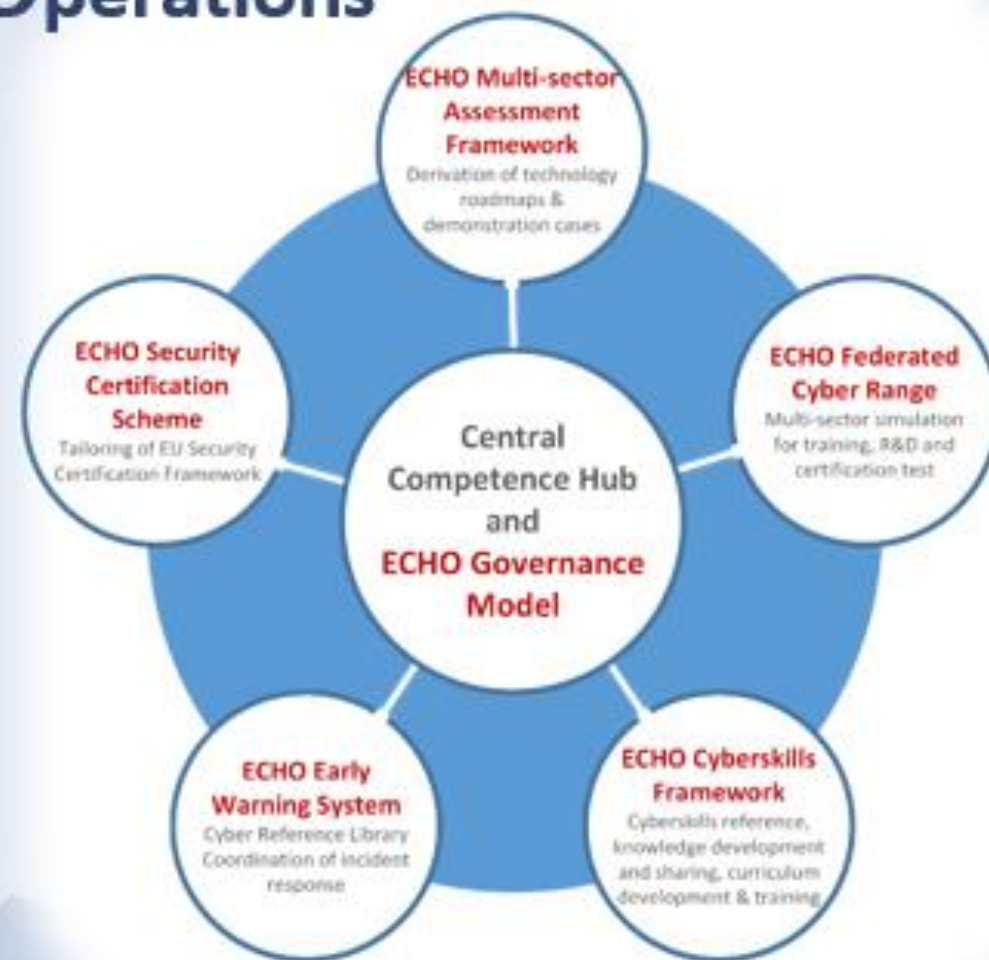 Operations
ECHO Multi-sector
Assessment
Framework
Derivation of technology
roadmaps &
demonstration cases
ECHO Security
Certification
Scheme
Tailoring of EU Security
Certification Framework
ECHO Federated
Cyber Range
Multi-sector simulation
for training, R&D and
certification test
Central
Competence Hub
and
ECHO Governance
Model
ECHO Early
Warning System
Cyber Reference Library
Coordination of incident
response
ECHO Cyberskills
Framework
Cyberskills reference,
knowledge development
and sharing, curriculum
development & training